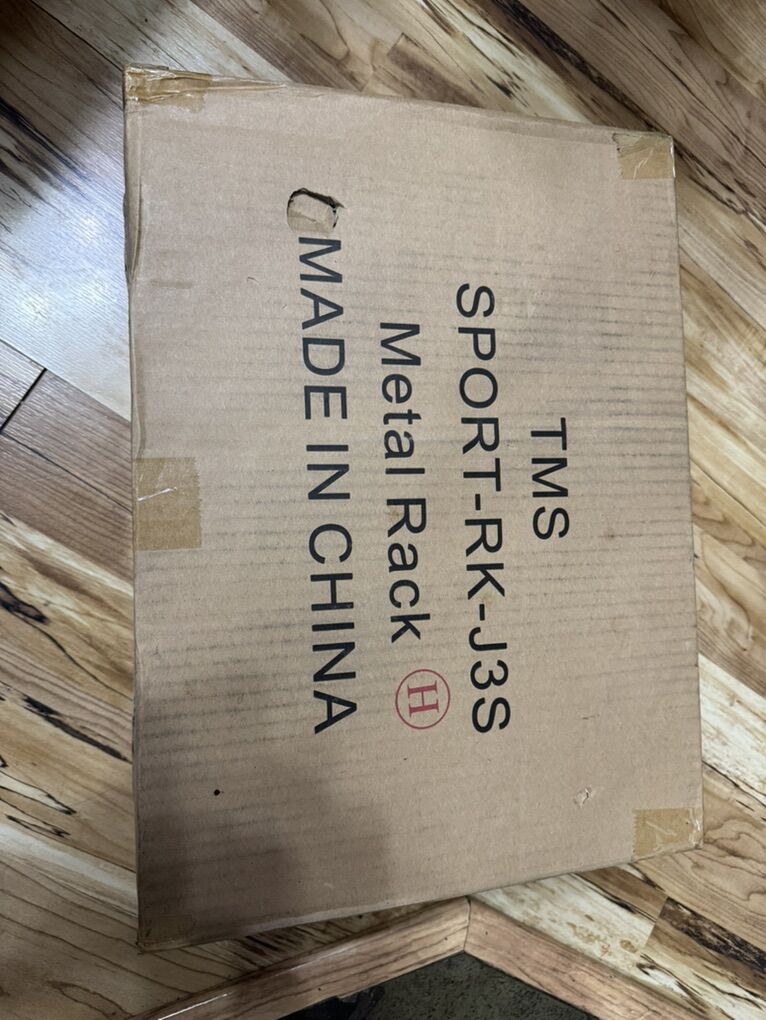 TMS
SPORT-RK-J3S
Metal Rack H
MADE IN CHINA